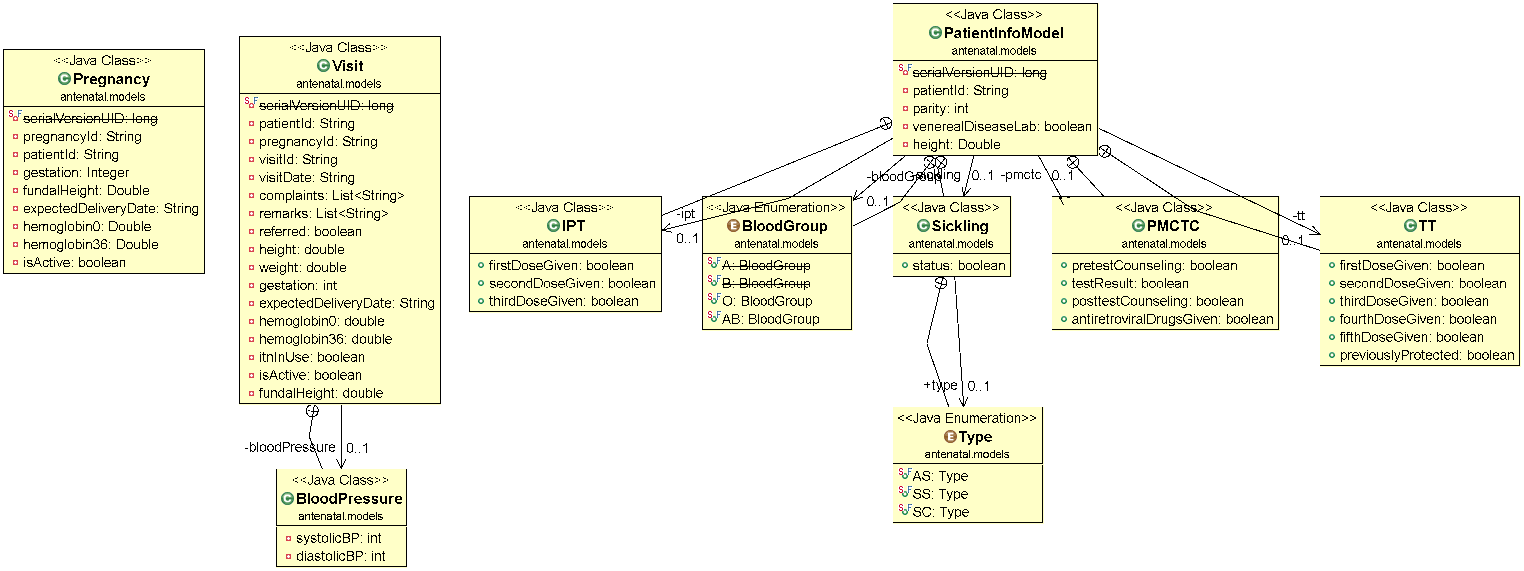 <<Java Class>>
Pregnancy
antenatal.models
serialVersionUID: long
pregnancyId: String
patientId: String
gestation: Integer
fundalHeight: Double
expectedDeliveryDate: String
hemoglobin0: Double
hemoglobin36: Double
isActive: boolean
<<Java Class>>
Visit
antenatal.models
serialVersionUID: long
patientId: String
pregnancyId: String
visitId: String
visitDate: String
complaints: List<String>
remarks: List<String>
referred: boolean
height: double
weight: double
gestation: int
expectedDeliveryDate: String
hemoglobin0: double
hemoglobin36: double
itnInUse: boolean
isActive: boolean
fundalHeight: double
-bloodPressure
0..1
<<Java Class>>
BloodPressure
antenatal.models
systolicBP: int
diastolicBP: int
<<Java Class>>
PatientInfoModel
antenatal.models
serialVersionUID: long
patientId: String
parity: int
venerealDiseaseLab: boolean
height: Double
-ipt
0..1
-bloodGroup
0..1
-sickling
0..1
-pmctc
0..1
-tt
0..1
<<Java Class>>
IPT
antenatal.models
firstDoseGiven: boolean
secondDoseGiven: boolean
thirdDoseGiven: boolean
<<Java Enumeration>>
BloodGroup
antenatal.models
A: BloodGroup
B: BloodGroup
O: BloodGroup
AB: BloodGroup
<<Java Class>>
Sickling
antenatal.models
status: boolean
+type
0..1
<<Java Enumeration>>
Type
antenatal.models
AS: Type
SS: Type
SC: Type
<<Java Class>>
PMCTC
antenatal.models
pretestCounseling: boolean
testResult: boolean
posttestCounseling: boolean
antiretroviralDrugsGiven: boolean
<<Java Class>>
TT
antenatal.models
firstDoseGiven: boolean
secondDoseGiven: boolean
thirdDoseGiven: boolean
fourthDoseGiven: boolean
fifthDoseGiven: boolean
previouslyProtected: boolean